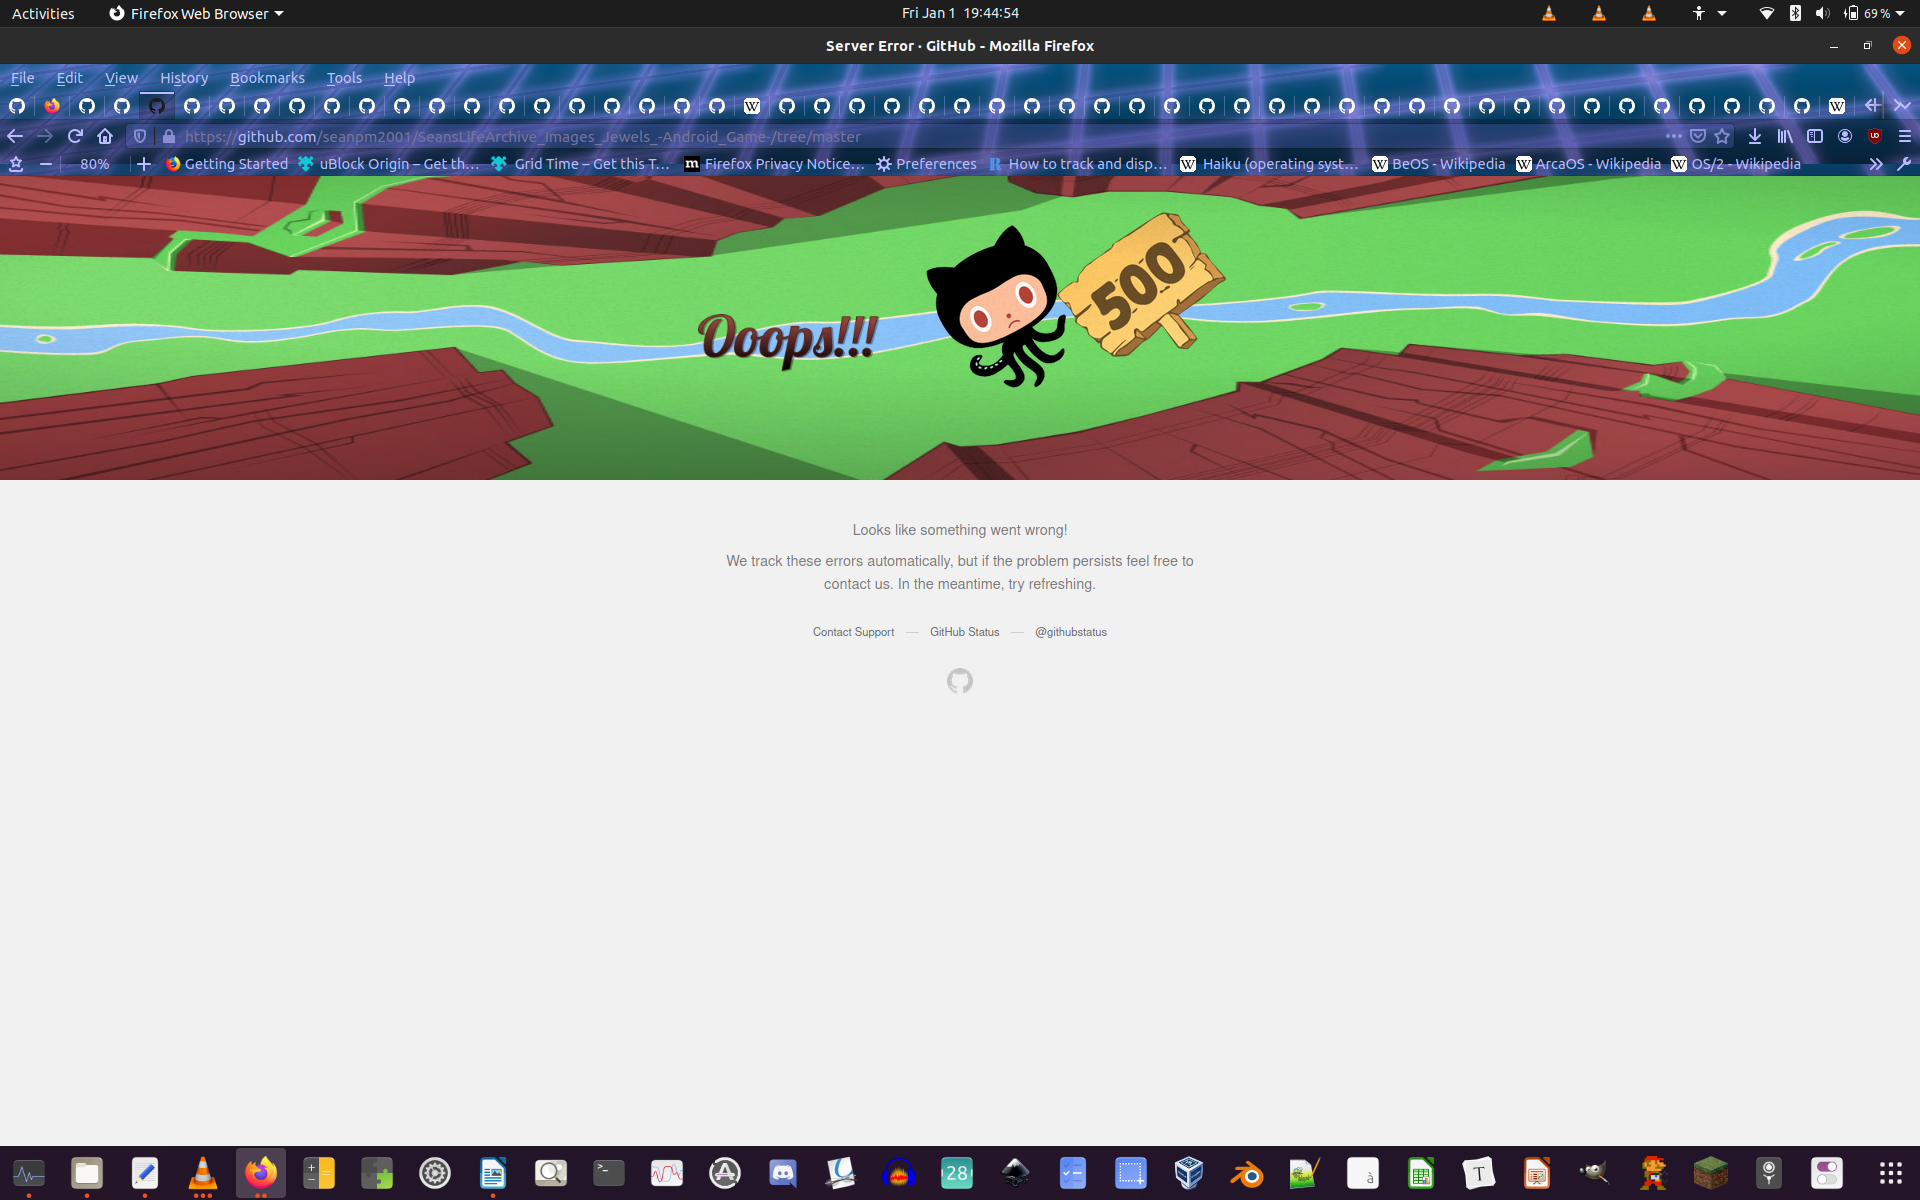 Activities
Firefox Web Browser
Fri Jan 1 19:44:54
69 %
Server Error · GitHub - Mozilla Firefox
File Edit View History Bookmarks Tools Help
https://github.com/seanpm2001/SeansLifeArchive_Images_Jewels_-Android_Game-/tree/master
80%
Getting Started
uBlock Origin – Get th…
Grid Time – Get this T…
Firefox Privacy Notice…
Preferences
How to track and disp…
Haiku (operating syst…
BeOS - Wikipedia
ArcaOS - Wikipedia
OS/2 - Wikipedia
Ooops!!!
500
Looks like something went wrong!
We track these errors automatically, but if the problem persists feel free to
contact us. In the meantime, try refreshing.
Contact Support — GitHub Status — @githubstatus
28